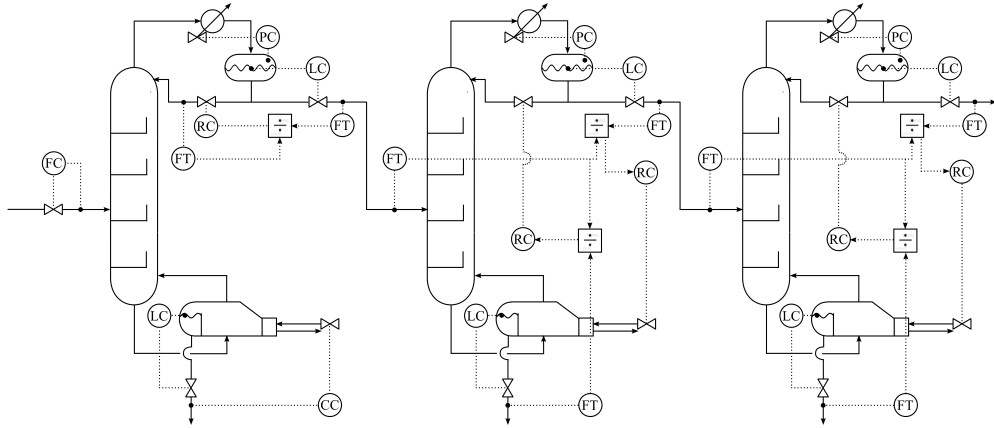 PC PC PC
LC LC LC
RC FT FT FT
÷ ÷ ÷
FC FT FT FT
RC RC
RC RC
÷ ÷
LC LC LC
CC FT FT